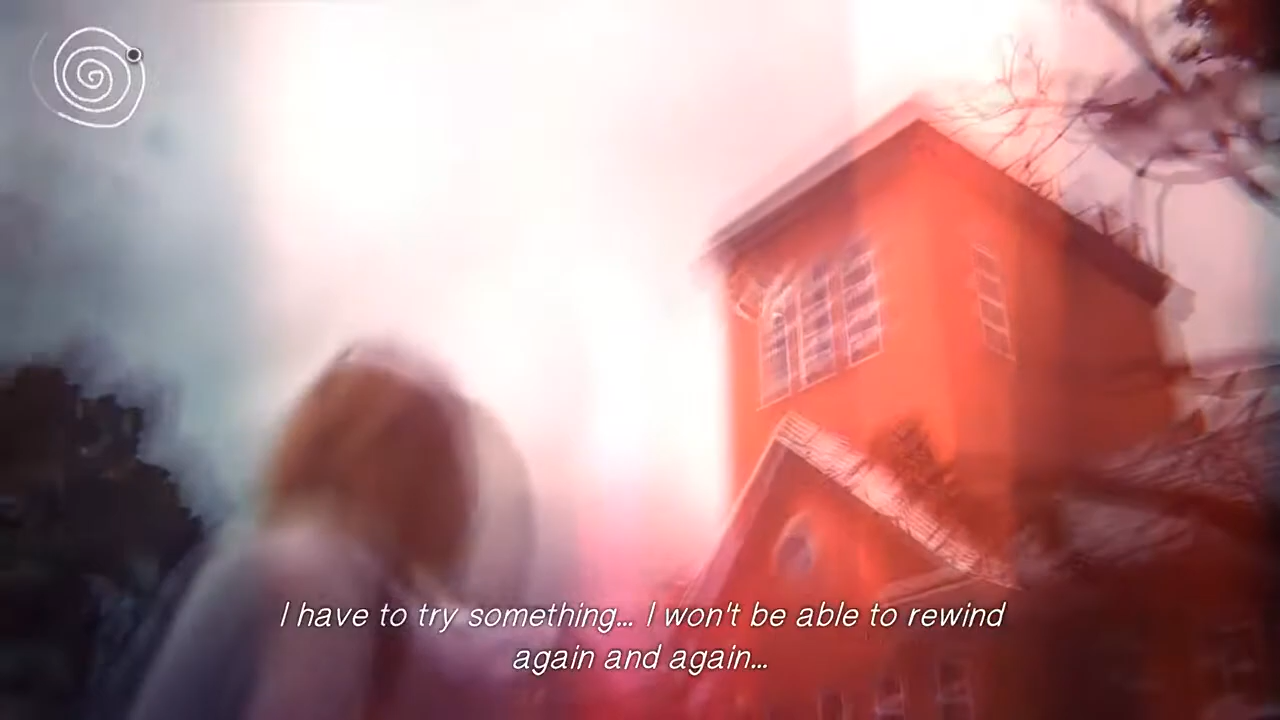 I have to try something... I won't be able to rewind
again and again...